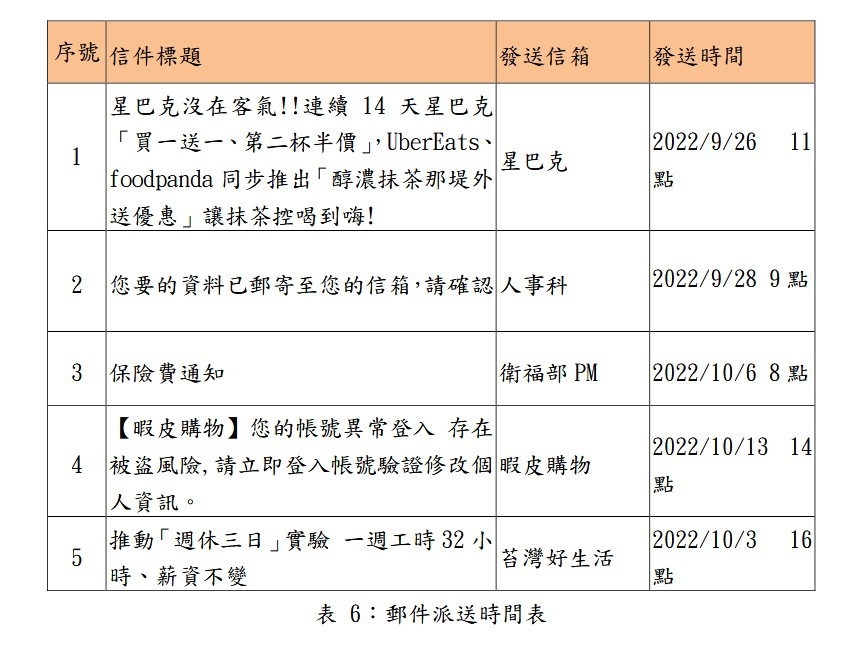 序號 信件標題 發送信箱 發送時間
1 星巴克沒在客氣!!連續 14 天星巴克
「買一送一、第二杯半價」,UberEats、
foodpanda 同步推出「醇濃抹茶那堤外
送優惠」讓抹茶控喝到嗨!
星巴克
2022/9/26 11
點
2 您要的資料已郵寄至您的信箱,請確認 人事科 2022/9/28 9 點
3 保險費通知 衛福部 PM 2022/10/6 8 點
4 【暇皮購物】您的帳號異常登入 存在
被盜風險,請立即登入帳號驗證修改個
人資訊。
暇皮購物
2022/10/13 14
點
5 推動「週休三日」實驗 一週工時 32 小
時、薪資不變
苔灣好生活
2022/10/3 16
點
表 6：郵件派送時間表